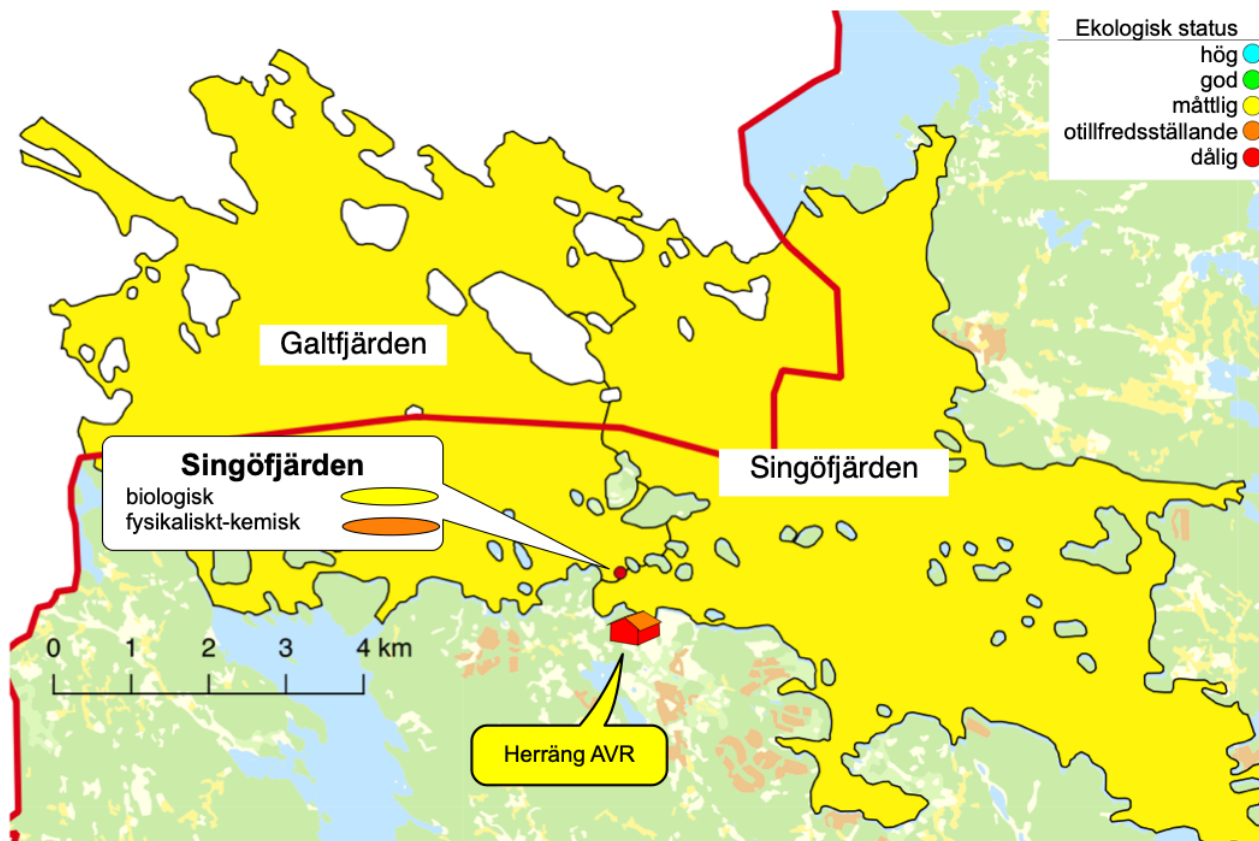 Ekologisk status
hög
god
måttlig
otillfredsställande
dålig
Galtfjärden
Singöfjärden
biologisk
fysikaliskt-kemisk
Singöfjärden
0 1 2 3 4 km
Herräng AVR